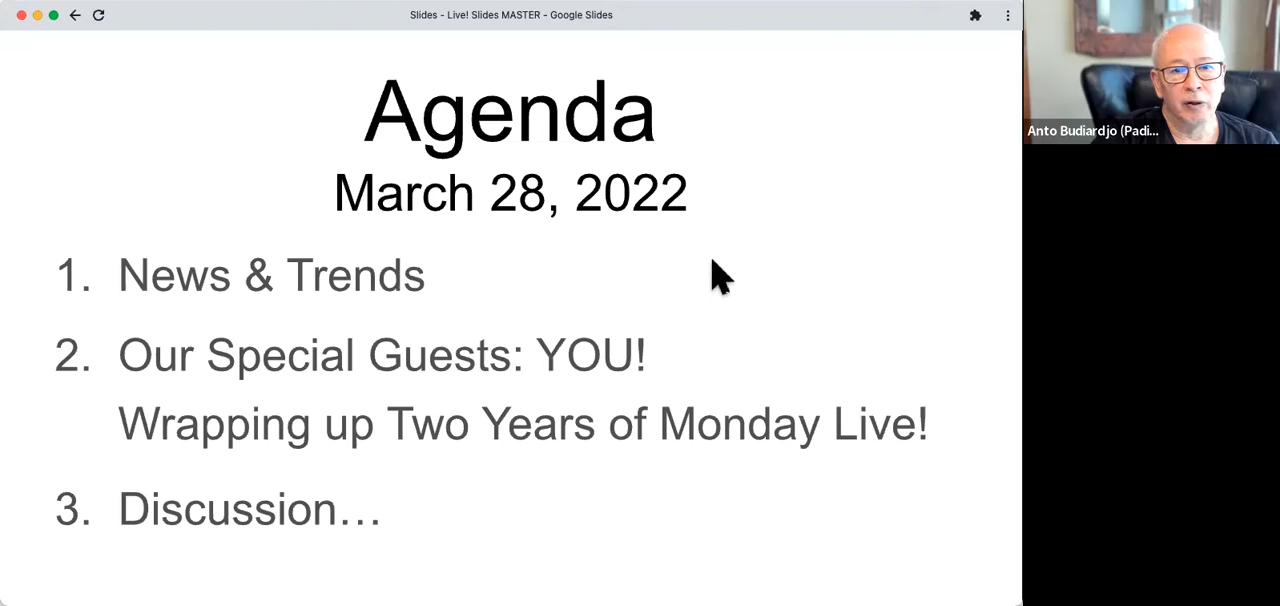 Slides - Live! Slides MASTER - Google Slides
Agenda
March 28, 2022
1. News & Trends
2. Our Special Guests: YOU!
Wrapping up Two Years of Monday Live!
3. Discussion…
Anto Budiardjo (Padi...